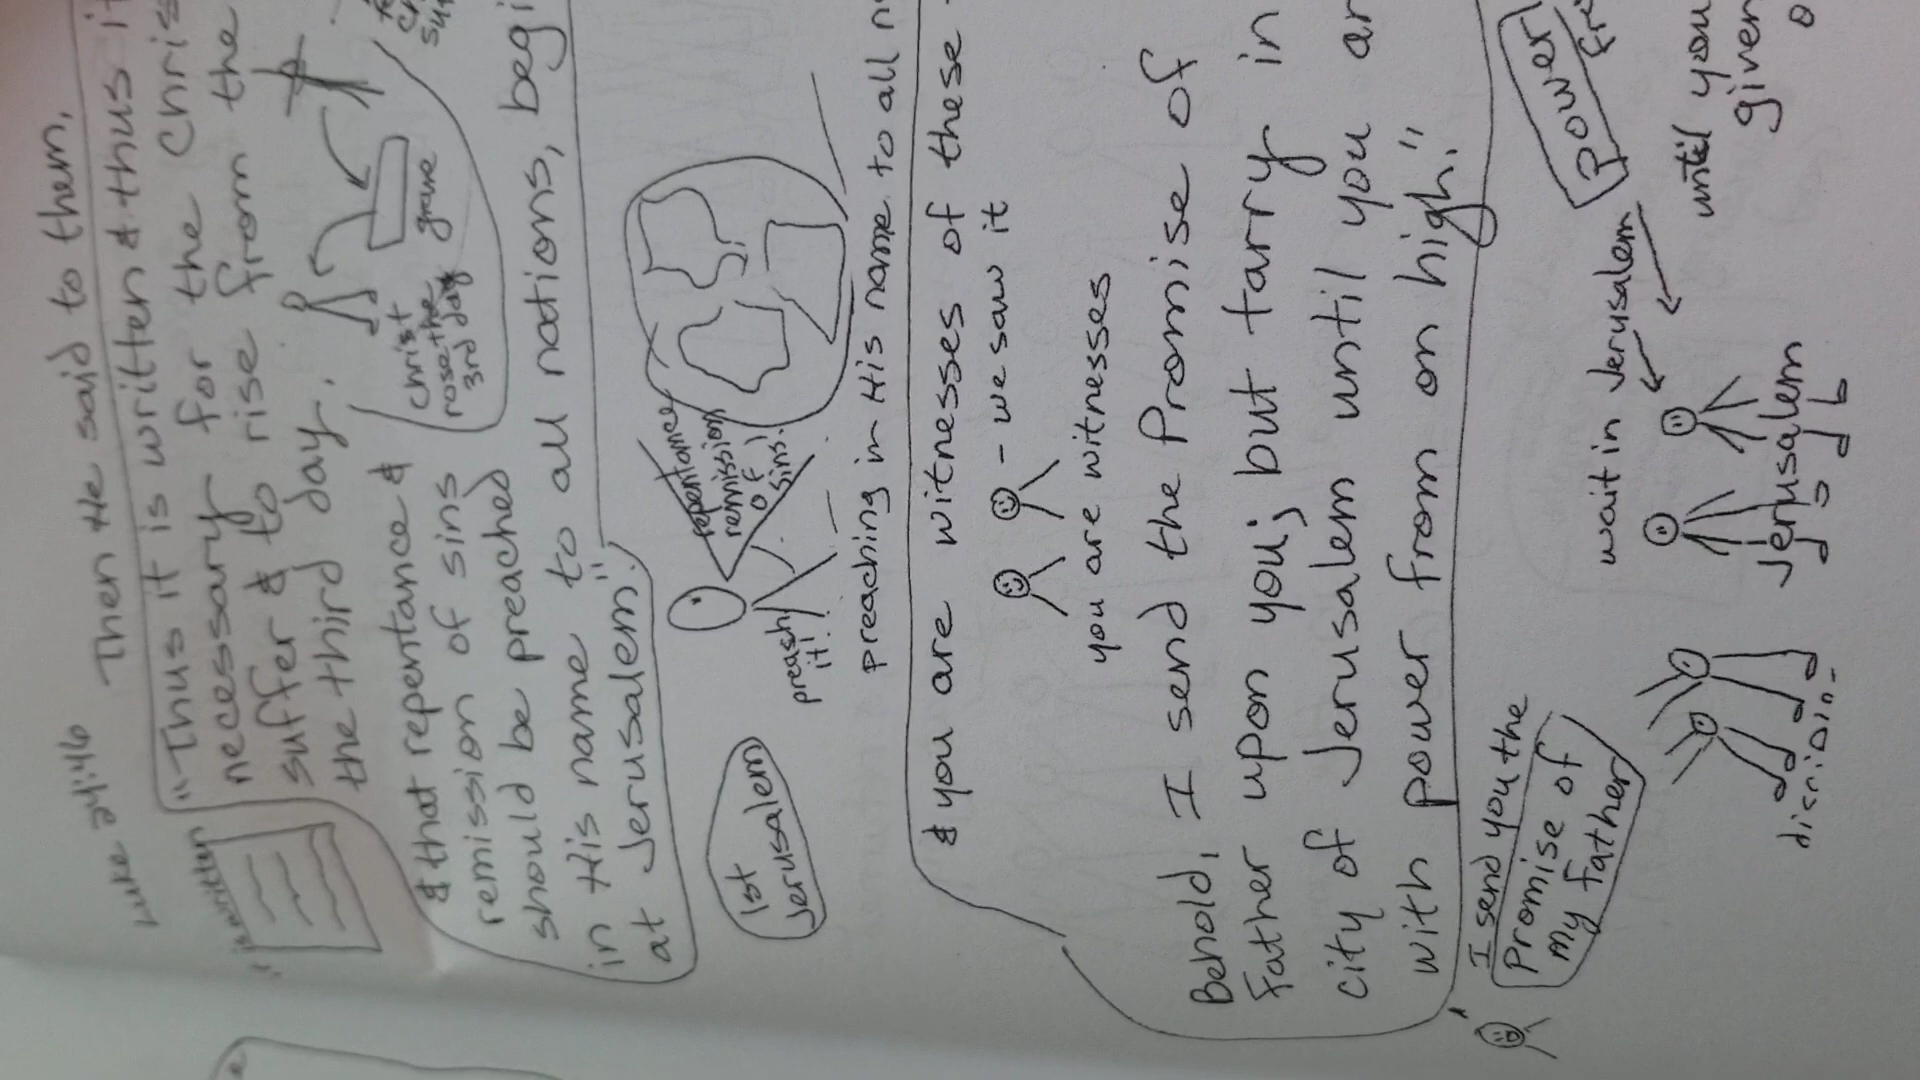 Luke 24:46 Then He said to them,
"Thus it is written & thus it
necessary for the Chris
suffer & to rise from the
the third day.
is written
Christ
rose the
3rd day
grave
& that repentance &
remission of sins
should be preached
in His name to all nations, begi
at Jerusalem."
1st
Jerusalem
preach
it!
repentance
remission
of
sins!
preaching in His name to all n
& you are witnesses of these
- we saw it
you are witnesses
Behold, I send the Promise of
Father upon you; but tarry in
city of Jerusalem until you ar
with power from on high."
I send you the
Promise of
my Father
wait in Jerusalem
Jerusalem
Power
fr
until you
given